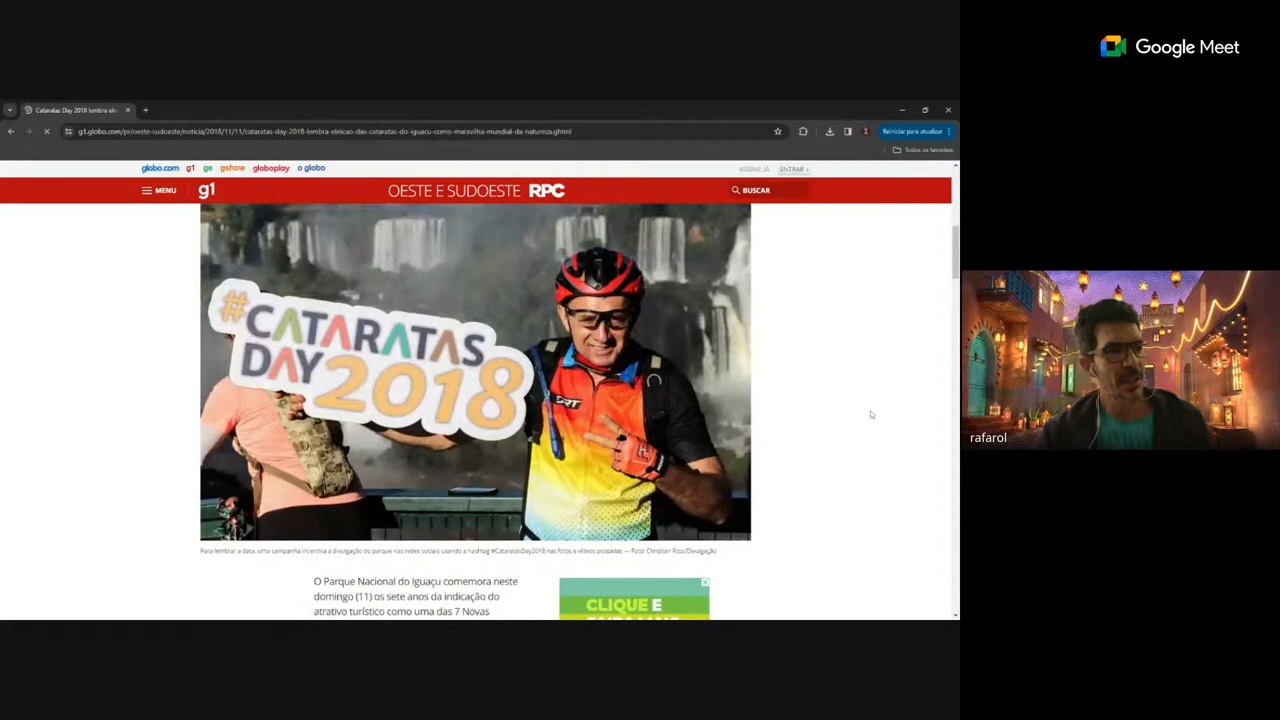 Google Meet
Cataratas Day 2018 lembra ele
g1.globo.com/pr/oeste-sudoeste/noticia/2018/11/11/cataratas-day-2018-lembra-eleicao-das-cataratas-do-iguacu-como-maravilha-mundial-da-natureza.ghtml
Reiniciar para atualizar
Todos os favoritos
globo.com g1 ge gshow globoplay o globo
ASSINE JÁ ENTRAR ›
MENU g1 OESTE E SUDOESTE RPC BUSCAR
#CATARATAS
DAY 2018
Para lembrar a data, uma campanha incentiva a divulgação do parque nas redes sociais usando a hashtag #CataratasDay2018 nas fotos e vídeos postadas — Foto: Christian Rizzi/Divulgação
O Parque Nacional do Iguaçu comemora neste
domingo (11) os sete anos da indicação do
atrativo turístico como uma das 7 Novas
CLIQUE E
rafarol